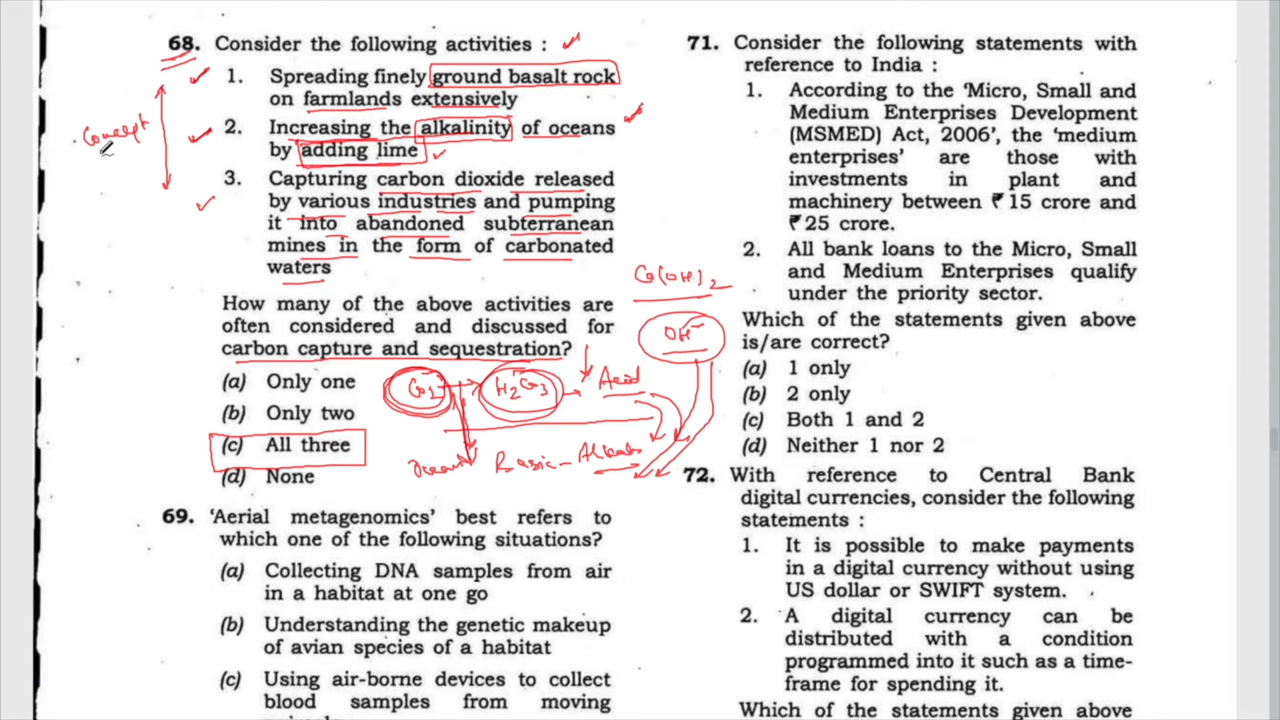 68. Consider the following activities :
1. Spreading finely ground basalt rock
on farmlands extensively
2. Increasing the alkalinity of oceans
by adding lime
3. Capturing carbon dioxide released
by various industries and pumping
it into abandoned subterranean
mines in the form of carbonated
waters
How many of the above activities are
often considered and discussed for
carbon capture and sequestration?
(a) Only one
(b) Only two
(c) All three
(d) None
Concept
OH⁻
H₂CO₃
Acid
Basic - 
69. ‘Aerial metagenomics’ best refers to
which one of the following situations?
(a) Collecting DNA samples from air
in a habitat at one go
(b) Understanding the genetic makeup
of avian species of a habitat
(c) Using air-borne devices to collect
blood samples from moving
71. Consider the following statements with
reference to India :
1. According to the ‘Micro, Small and
Medium Enterprises Development
(MSMED) Act, 2006’, the ‘medium
enterprises’ are those with
investments in plant and
machinery between ₹ 15 crore and
₹ 25 crore.
2. All bank loans to the Micro, Small
and Medium Enterprises qualify
under the priority sector.
Which of the statements given above
is/are correct?
(a) 1 only
(b) 2 only
(c) Both 1 and 2
(d) Neither 1 nor 2
72. With reference to Central Bank
digital currencies, consider the following
statements :
1. It is possible to make payments
in a digital currency without using
US dollar or SWIFT system.
2. A digital currency can be
distributed with a condition
programmed into it such as a time-
frame for spending it.
Which of the statements given above